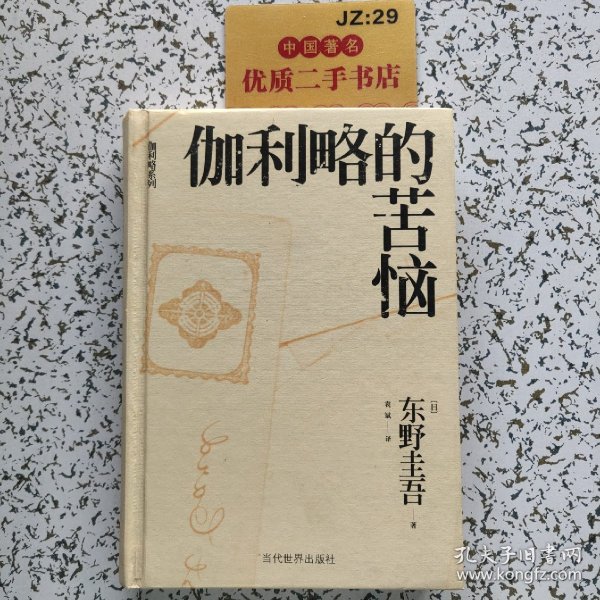 JZ:29
中国著名
优质二手书店
伽利略系列
伽利略的
苦恼
[日]
东野圭吾
著
袁斌 译
当代世界出版社
孔夫子旧书网
www.kongfz.com